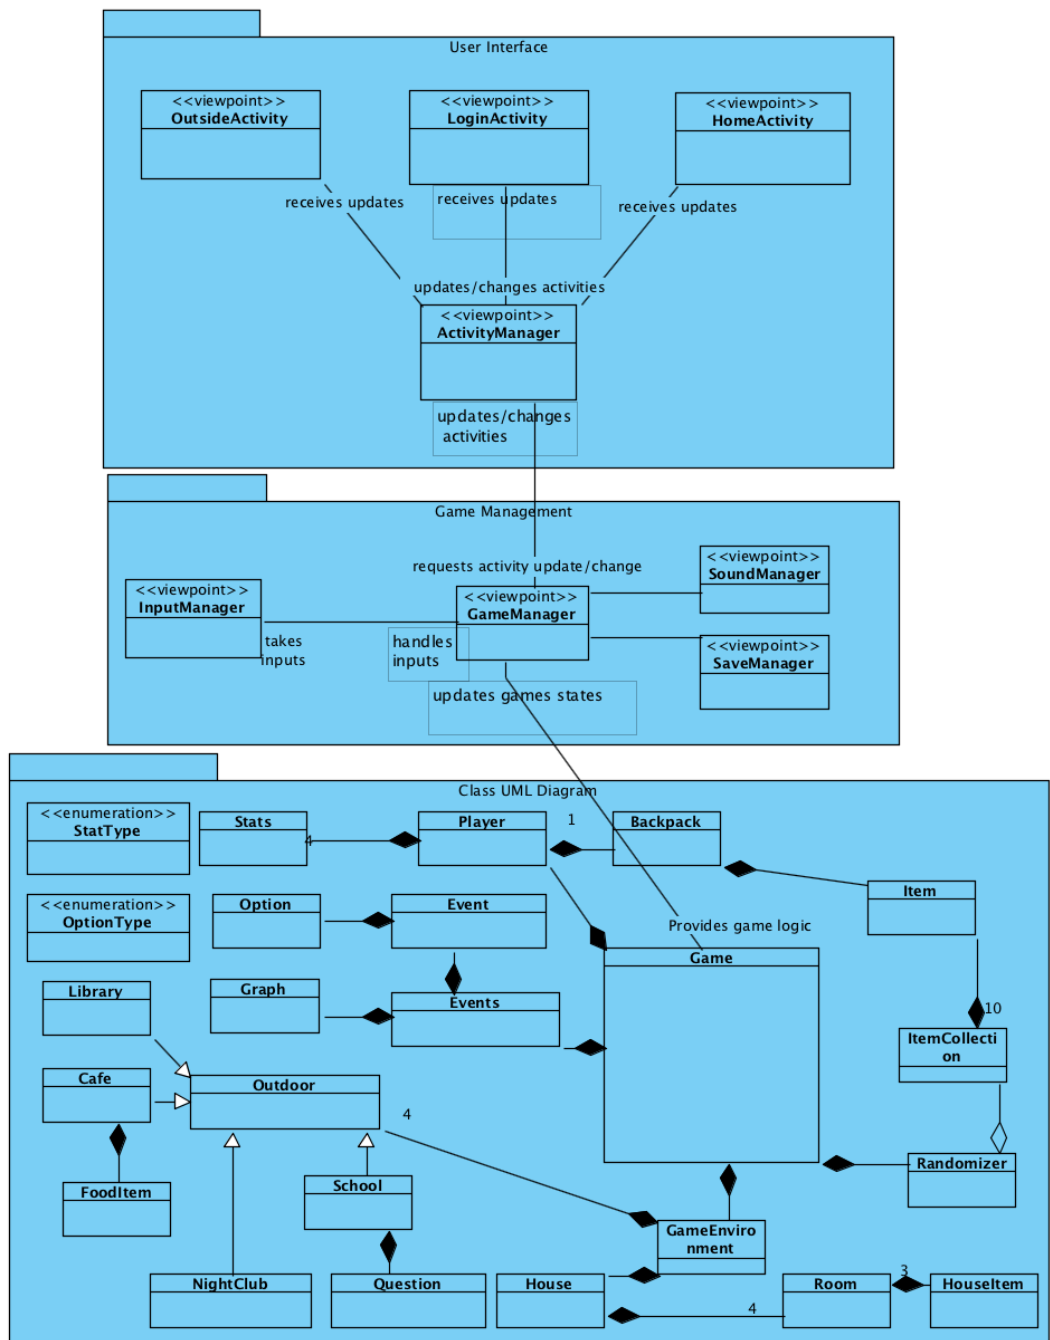 User Interface
<<viewpoint>>
OutsideActivity
<<viewpoint>>
LoginActivity
<<viewpoint>>
HomeActivity
receives updates
receives updates
receives updates
updates/changes activities
<<viewpoint>>
ActivityManager
updates/changes
activities
Game Management
requests activity update/change
<<viewpoint>>
InputManager
<<viewpoint>>
GameManager
<<viewpoint>>
SoundManager
<<viewpoint>>
SaveManager
takes
inputs
handles
inputs
updates games states
Class UML Diagram
<<enumeration>>
StatType
Stats
4
Player
1
Backpack
Item
<<enumeration>>
OptionType
Option
Event
Provides game logic
Game
Library
Graph
Events
10
ItemCollecti
on
Cafe
Outdoor
4
Randomizer
FoodItem
School
GameEnviro
nment
NightClub
Question
House
4
Room
3
HouseItem